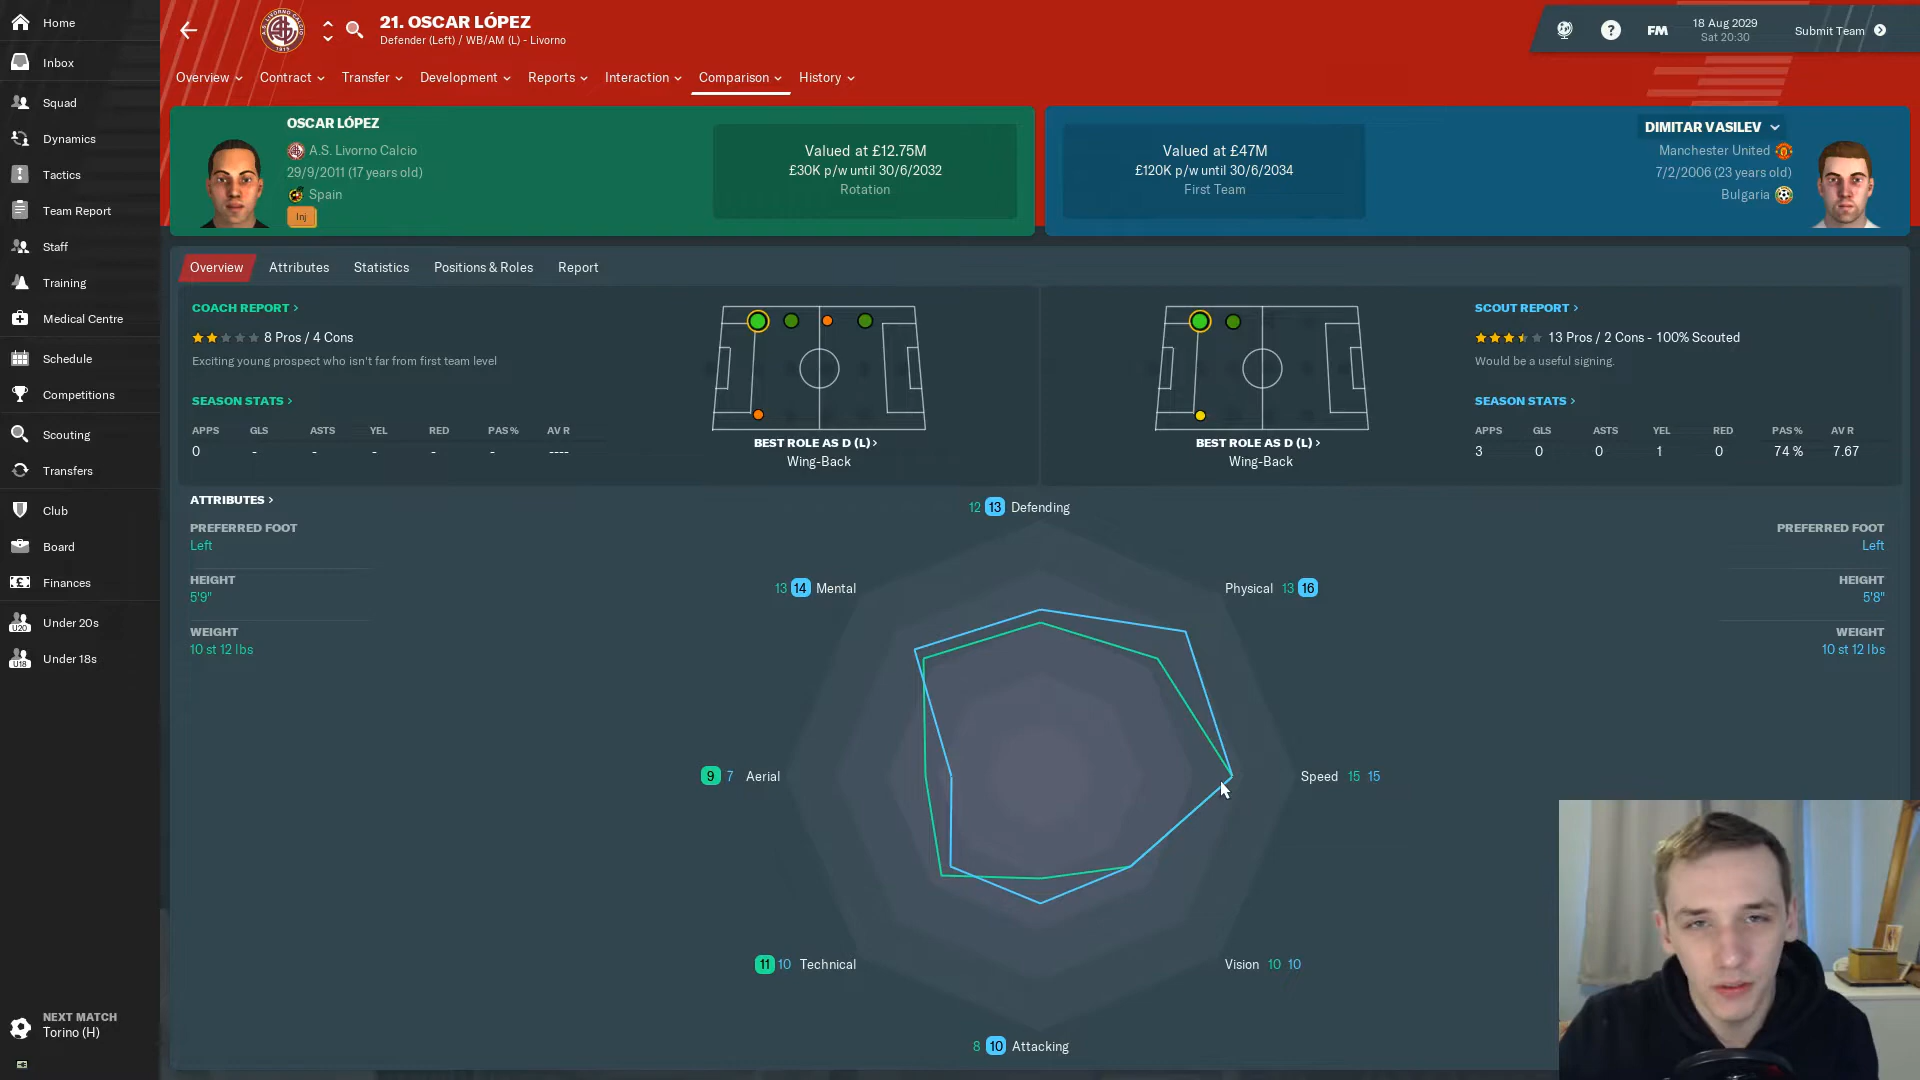 Home
Inbox
Squad
Dynamics
Tactics
Team Report
Staff
Training
Medical Centre
Schedule
Competitions
Scouting
Transfers
Club
Board
Finances
U20
Under 20s
U18
Under 18s
NEXT MATCH
Torino (H)
21. OSCAR LÓPEZ
Defender (Left) / WB/AM (L) - Livorno
? FM
18 Aug 2029
Sat 20:30
Submit Team
Overview Contract Transfer Development Reports Interaction Comparison History
OSCAR LÓPEZ
A.S. Livorno Calcio
29/9/2011 (17 years old)
Spain
Inj
Valued at £12.75M
£30K p/w until 30/6/2032
Rotation
Valued at £47M
£120K p/w until 30/6/2034
First Team
DIMITAR VASILEV
Manchester United
7/2/2006 (23 years old)
Bulgaria
Overview Attributes Statistics Positions & Roles Report
COACH REPORT >
8 Pros / 4 Cons
Exciting young prospect who isn't far from first team level
SEASON STATS >
APPS GLS ASTS YEL RED PAS % AV R
0 - - - - - ----
BEST ROLE AS D (L) >
Wing-Back
BEST ROLE AS D (L) >
Wing-Back
SCOUT REPORT >
13 Pros / 2 Cons - 100% Scouted
Would be a useful signing.
SEASON STATS >
APPS GLS ASTS YEL RED PAS % AV R
3 0 0 1 0 74 % 7.67
ATTRIBUTES >
PREFERRED FOOT
Left
HEIGHT
5'9"
WEIGHT
10 st 12 lbs
12 13 Defending
13 14 Mental
Physical 13 16
9 7 Aerial
Speed 15 15
11 10 Technical
Vision 10 10
8 10 Attacking
PREFERRED FOOT
Left
HEIGHT
5'8"
WEIGHT
10 st 12 lbs